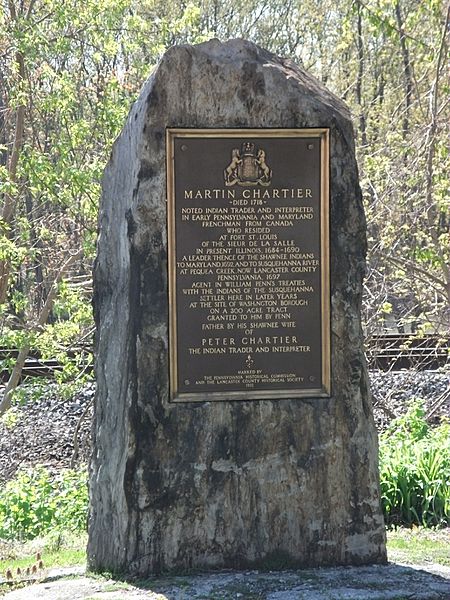 MARTIN CHARTIER
-DIED 1718-
NOTED INDIAN TRADER AND INTERPRETER
IN EARLY PENNSYLVANIA AND MARYLAND
FRENCHMAN FROM CANADA
WHO RESIDED
AT FORT ST. LOUIS
OF THE SIEUR DE LA SALLE
IN PRESENT ILLINOIS, 1684-1690
A LEADER THENCE OF THE SHAWNEE INDIANS
TO MARYLAND, 1692, AND TO SUSQUEHANNA RIVER
AT PEQUEA CREEK NOW LANCASTER COUNTY
PENNSYLVANIA, 1697
AGENT IN WILLIAM PENN'S TREATIES
WITH THE INDIANS OF THE SUSQUEHANNA
SETTLER HERE IN LATER YEARS
AT THE SITE OF WASHINGTON BOROUGH
ON A 300 ACRE TRACT
GRANTED TO HIM BY PENN
FATHER BY HIS SHAWNEE WIFE
OF
PETER CHARTIER
THE INDIAN TRADER AND INTERPRETER
MARKED BY
THE PENNSYLVANIA HISTORICAL COMMISSION
AND THE LANCASTER COUNTY HISTORICAL SOCIETY